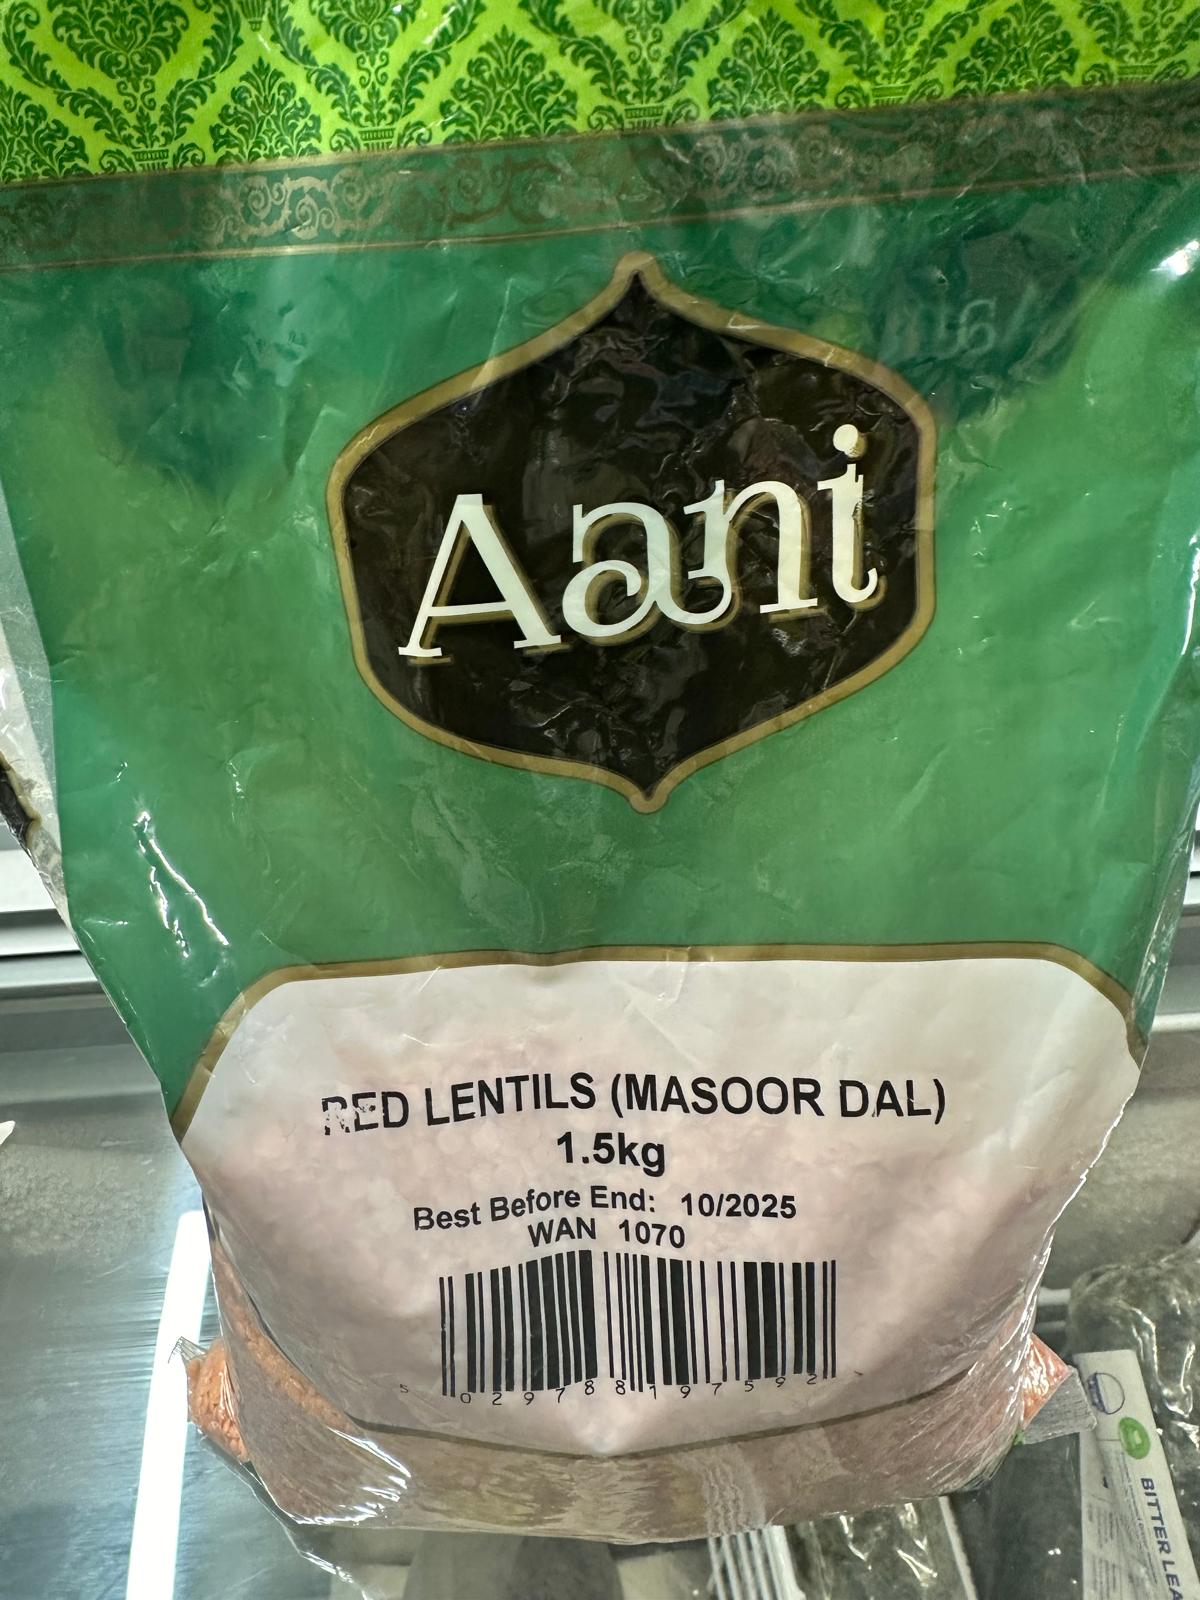 Aani
RED LENTILS (MASOOR DAL)
1.5kg
Best Before End: 10/2025
WAN 1070
5 029788 197592
BITTER LEA